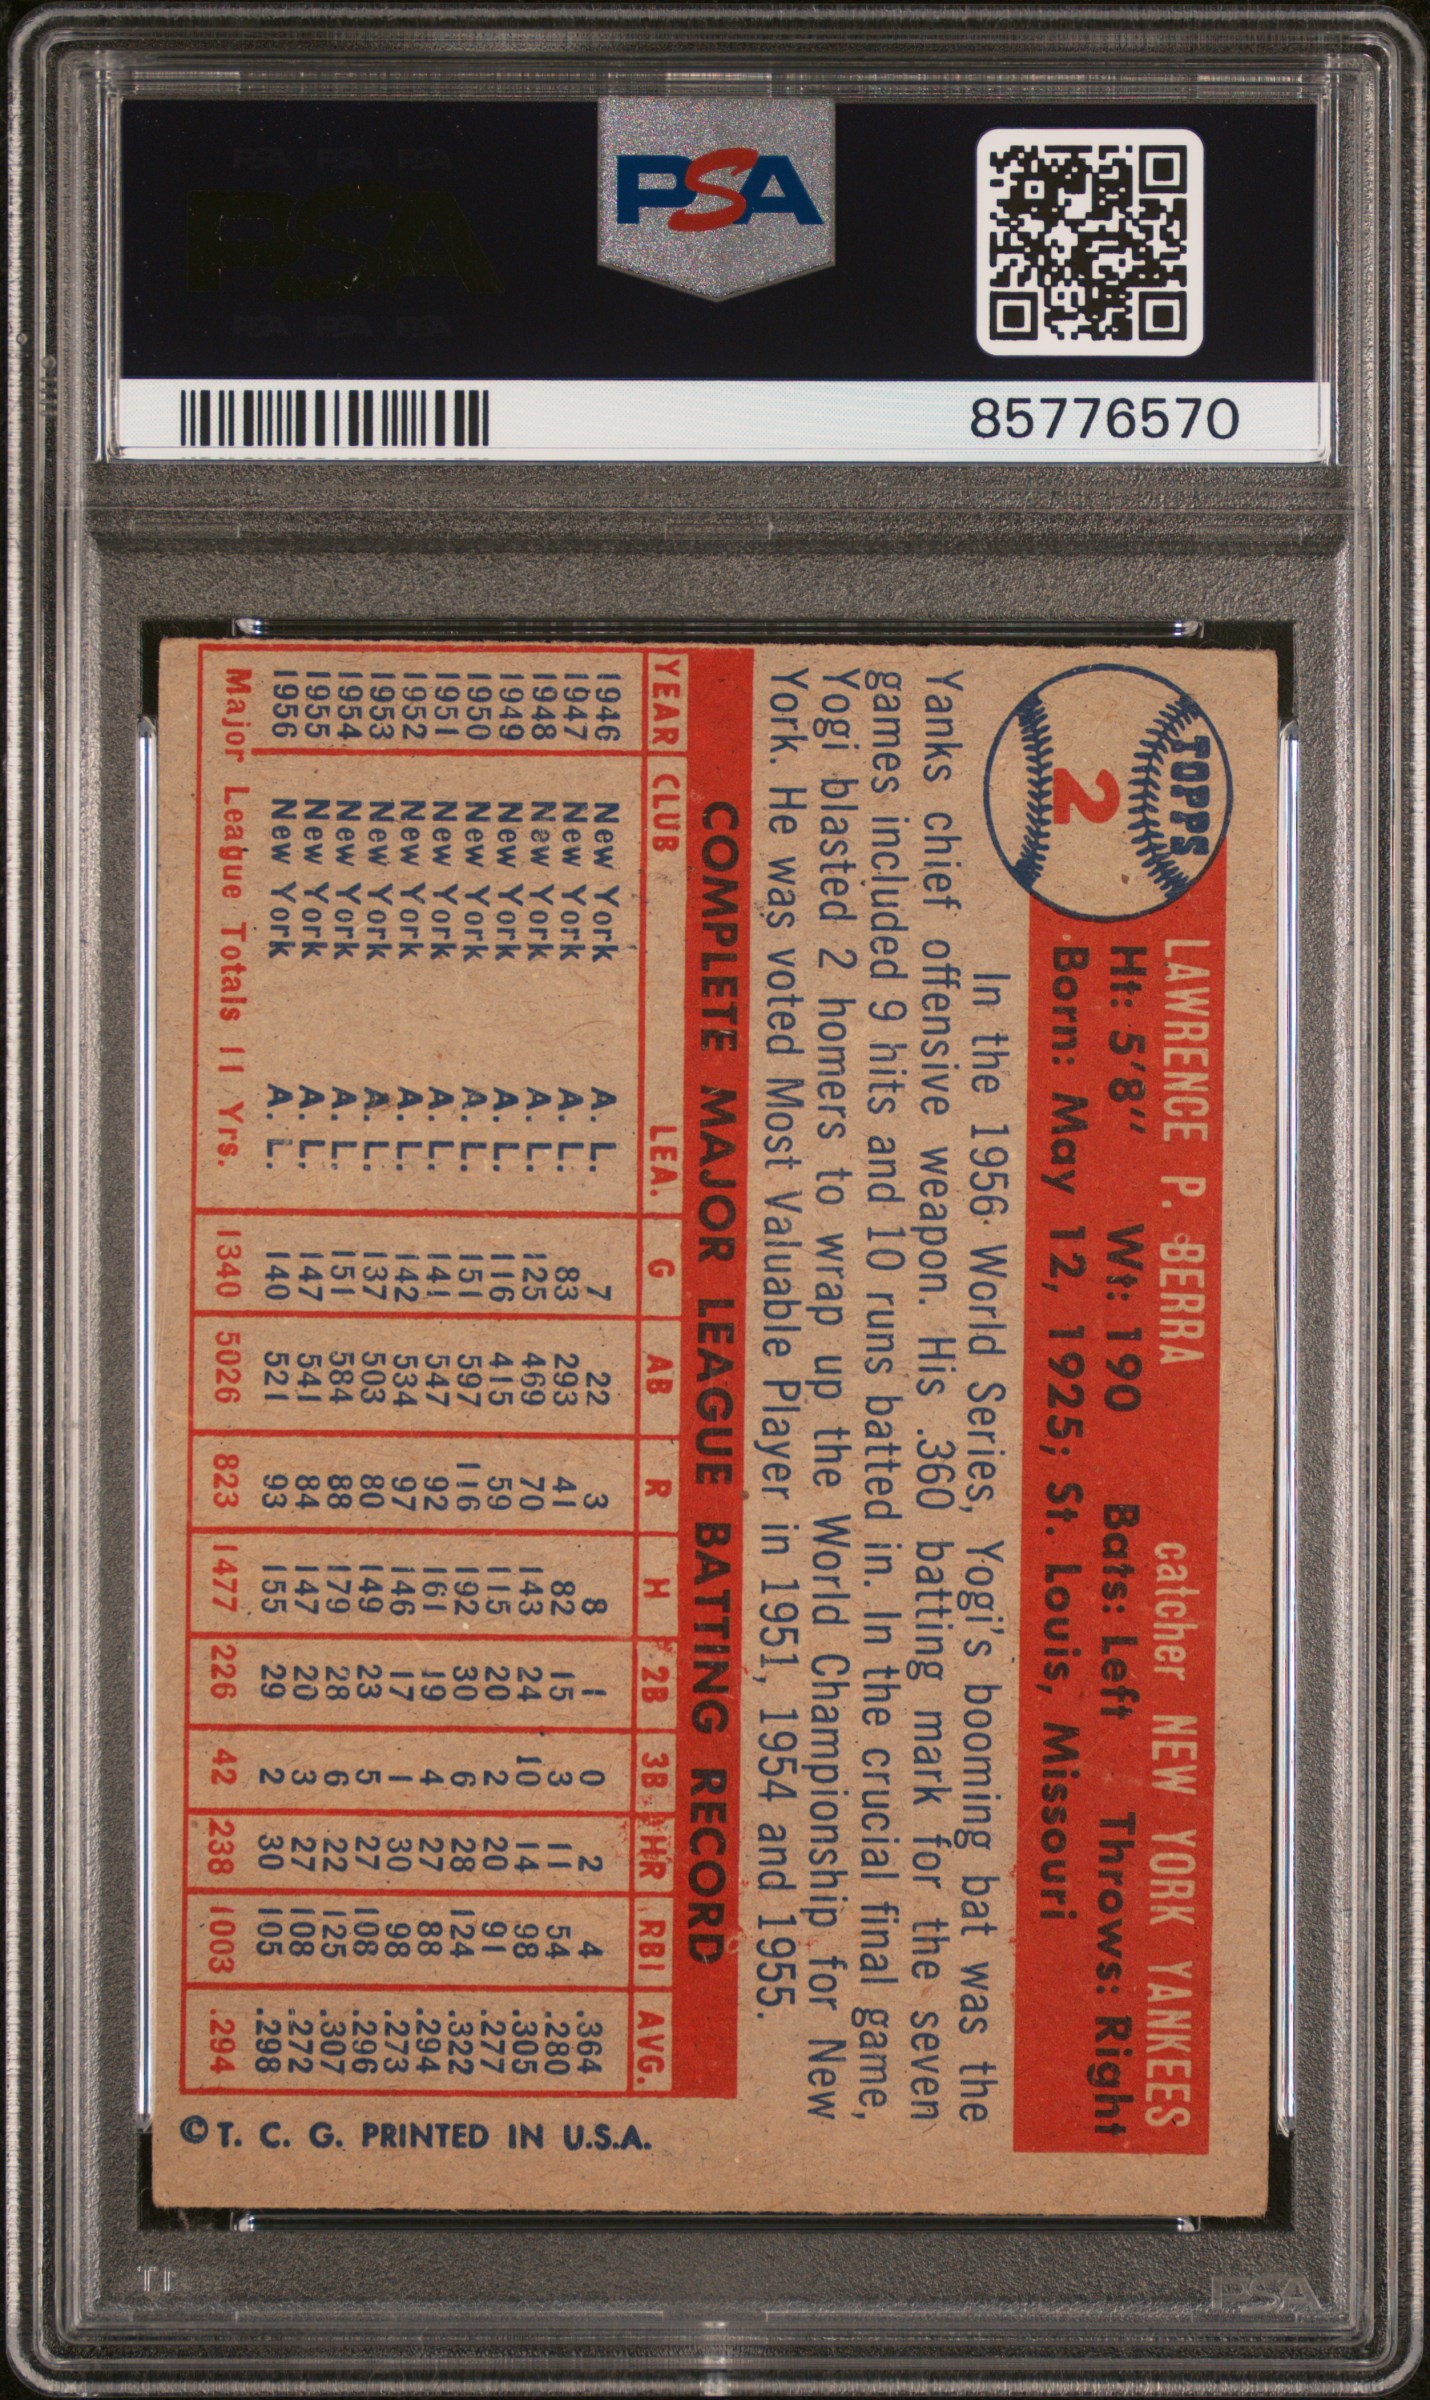 PSA PSA PSA
PSA
PSA PSA PSA
PSA
85776570
TOPPS
2
LAWRENCE P. BERRA catcher NEW YORK YANKEES
Ht: 5'8" Wt: 190 Bats: Left Throws: Right
Born: May 12, 1925; St. Louis, Missouri
In the 1956 World Series, Yogi's booming bat was the
Yanks chief offensive weapon. His .360 batting mark for the seven
games included 9 hits and 10 runs batted in. In the crucial final game,
Yogi blasted 2 homers to wrap up the World Championship for New
York. He was voted Most Valuable Player in 1951, 1954 and 1955.
COMPLETE MAJOR LEAGUE BATTING RECORD
YEAR CLUB LEA. G AB R H 2B 3B HR RBI AVG.
1946 New York A. L. 7 22 3 8 1 0 2 4 .364
1947 New York A. L. 83 293 41 82 15 3 11 54 .280
1948 New York A. L. 125 469 70 143 24 10 14 98 .305
1949 New York A. L. 116 415 59 115 20 2 20 91 .277
1950 New York A. L. 151 597 116 192 30 6 28 124 .322
1951 New York A. L. 141 547 92 161 19 4 27 88 .294
1952 New York A. L. 142 534 97 146 17 1 30 98 .273
1953 New York A. L. 137 503 80 149 23 5 27 108 .296
1954 New York A. L. 151 584 88 179 28 6 22 125 .307
1955 New York A. L. 147 541 84 147 20 3 27 108 .272
1956 New York A. L. 140 521 93 155 29 2 30 105 .298
Major League Totals 11 Yrs. 1340 5026 823 1477 226 42 238 1003 .294
© T. C. G. PRINTED IN U.S.A.
PSA